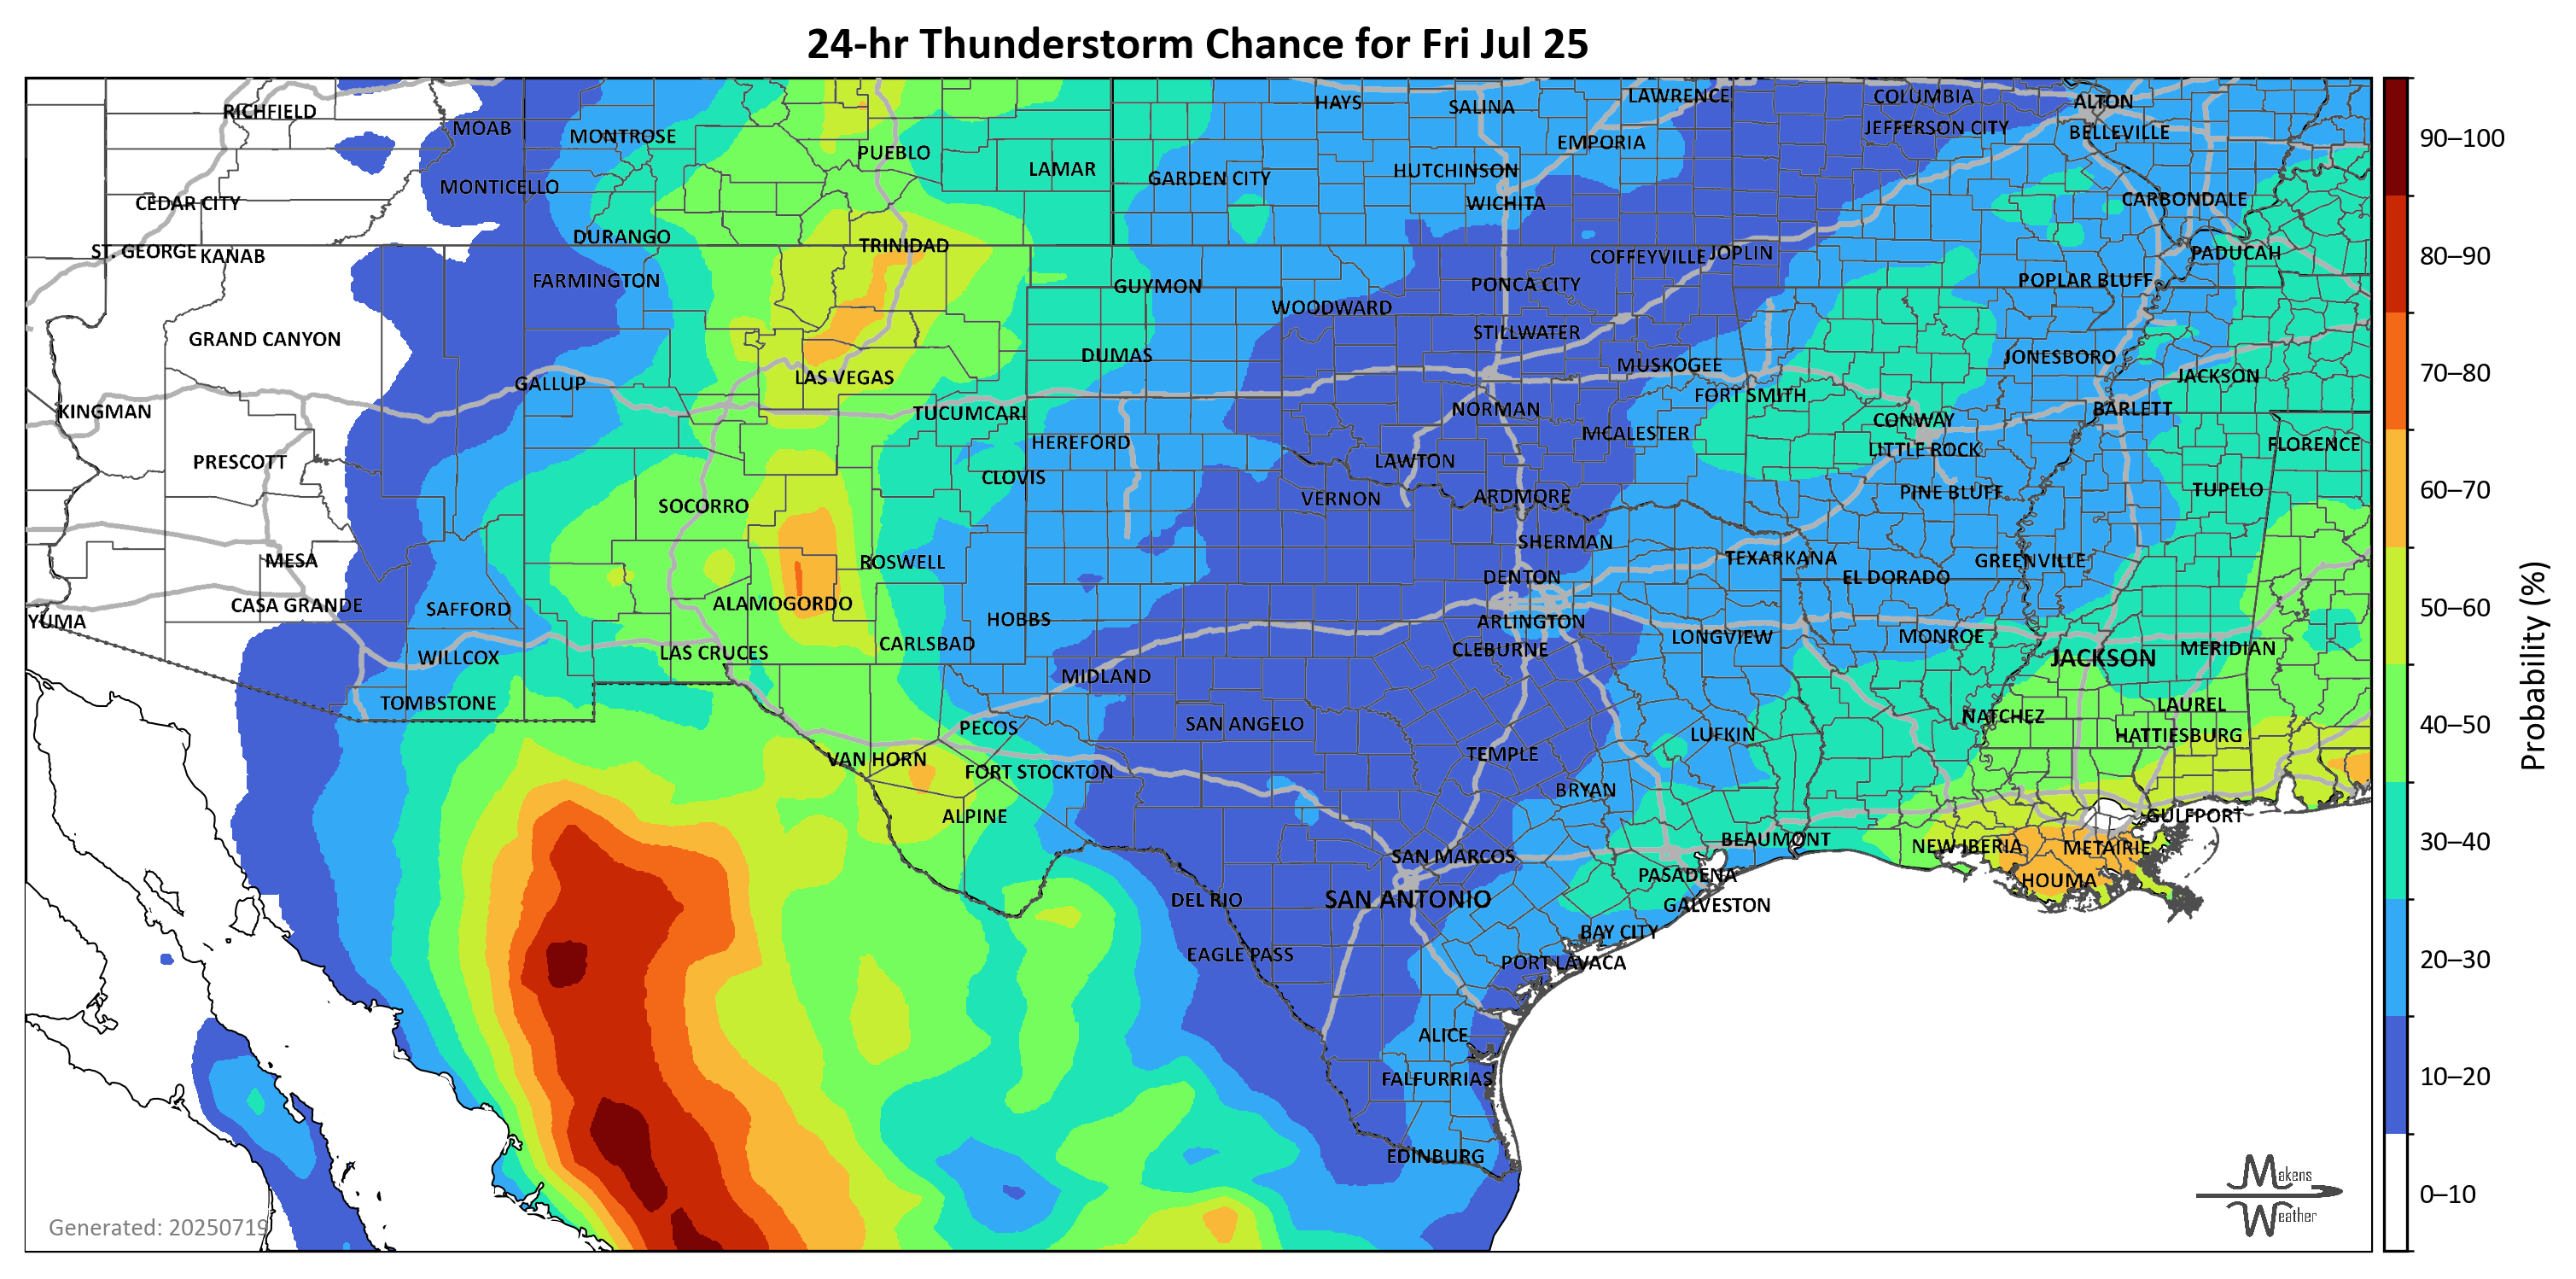 24-hr Thunderstorm Chance for Fri Jul 25
RICHFIELD
MOAB
MONTROSE
PUEBLO
LAMAR
HAYS
SALINA
LAWRENCE
COLUMBIA
ALTON
JEFFERSON CITY
BELLEVILLE
EMPORIA
HUTCHINSON
GARDEN CITY
MONTICELLO
CEDAR CITY
WICHITA
CARBONDALE
DURANGO
TRINIDAD
ST. GEORGE
KANAB
COFFEYVILLE
JOPLIN
PADUCAH
FARMINGTON
GUYMON
PONCA CITY
POPLAR BLUFF
WOODWARD
STILLWATER
GRAND CANYON
DUMAS
JONESBORO
MUSKOGEE
LAS VEGAS
JACKSON
GALLUP
FORT SMITH
KINGMAN
TUCUMCARI
NORMAN
BARLETT
CONWAY
MCALESTER
HEREFORD
LITTLE ROCK
FLORENCE
PRESCOTT
LAWTON
CLOVIS
SOCORRO
VERNON
ARDMORE
PINE BLUFF
TUPELO
SHERMAN
MESA
ROSWELL
TEXARKANA
GREENVILLE
DENTON
EL DORADO
CASA GRANDE
SAFFORD
ALAMOGORDO
YUMA
HOBBS
ARLINGTON
LONGVIEW
MONROE
CARLSBAD
CLEBURNE
MERIDIAN
WILLCOX
LAS CRUCES
JACKSON
MIDLAND
TOMBSTONE
LAUREL
NATCHEZ
PECOS
SAN ANGELO
LUFKIN
HATTIESBURG
TEMPLE
VAN HORN
FORT STOCKTON
BRYAN
ALPINE
GULFPORT
BEAUMONT
NEW IBERIA
METAIRIE
SAN MARCOS
PASADENA
HOUMA
DEL RIO
SAN ANTONIO
GALVESTON
BAY CITY
EAGLE PASS
PORT LAVACA
ALICE
FALFURRIAS
EDINBURG
Generated: 20250719
Makens
Weather
90–100
80–90
70–80
60–70
50–60
40–50
30–40
20–30
10–20
0–10
Probability (%)